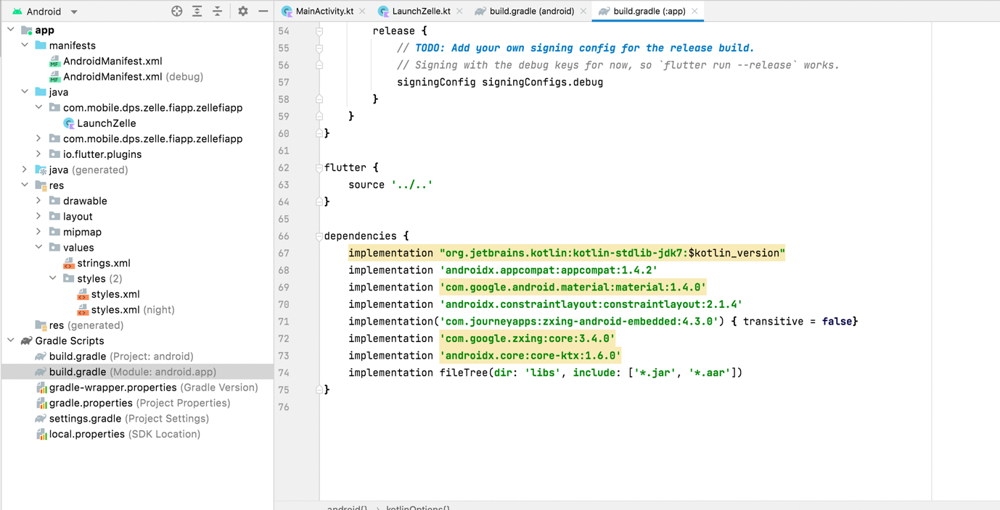 Android
MainActivity.kt
LaunchZelle.kt
build.gradle (android)
build.gradle (:app)
app
manifests
AndroidManifest.xml
AndroidManifest.xml (debug)
java
com.mobile.dps.zelle.fiapp.zellefiapp
LaunchZelle
com.mobile.dps.zelle.fiapp.zellefiapp
io.flutter.plugins
java (generated)
res
drawable
layout
mipmap
values
strings.xml
styles (2)
styles.xml
styles.xml (night)
res (generated)
Gradle Scripts
build.gradle (Project: android)
build.gradle (Module: android.app)
gradle-wrapper.properties (Gradle Version)
gradle.properties (Project Properties)
settings.gradle (Project Settings)
local.properties (SDK Location)
54 release {
55 // TODO: Add your own signing config for the release build.
56 // Signing with the debug keys for now, so `flutter run --release` works.
57 signingConfig signingConfigs.debug
58 }
59 }
60 }
61
62 flutter {
63 source '../..'
64 }
65
66 dependencies {
67 implementation "org.jetbrains.kotlin:kotlin-stdlib-jdk7:$kotlin_version"
68 implementation 'androidx.appcompat:appcompat:1.4.2'
69 implementation 'com.google.android.material:material:1.4.0'
70 implementation 'androidx.constraintlayout:constraintlayout:2.1.4'
71 implementation('com.journeyapps:zxing-android-embedded:4.3.0') { transitive = false}
72 implementation 'com.google.zxing:core:3.4.0'
73 implementation 'androidx.core:core-ktx:1.6.0'
74 implementation fileTree(dir: 'libs', include: ['*.jar', '*.aar'])
75 }
76
android{} › kotlinOptions{}